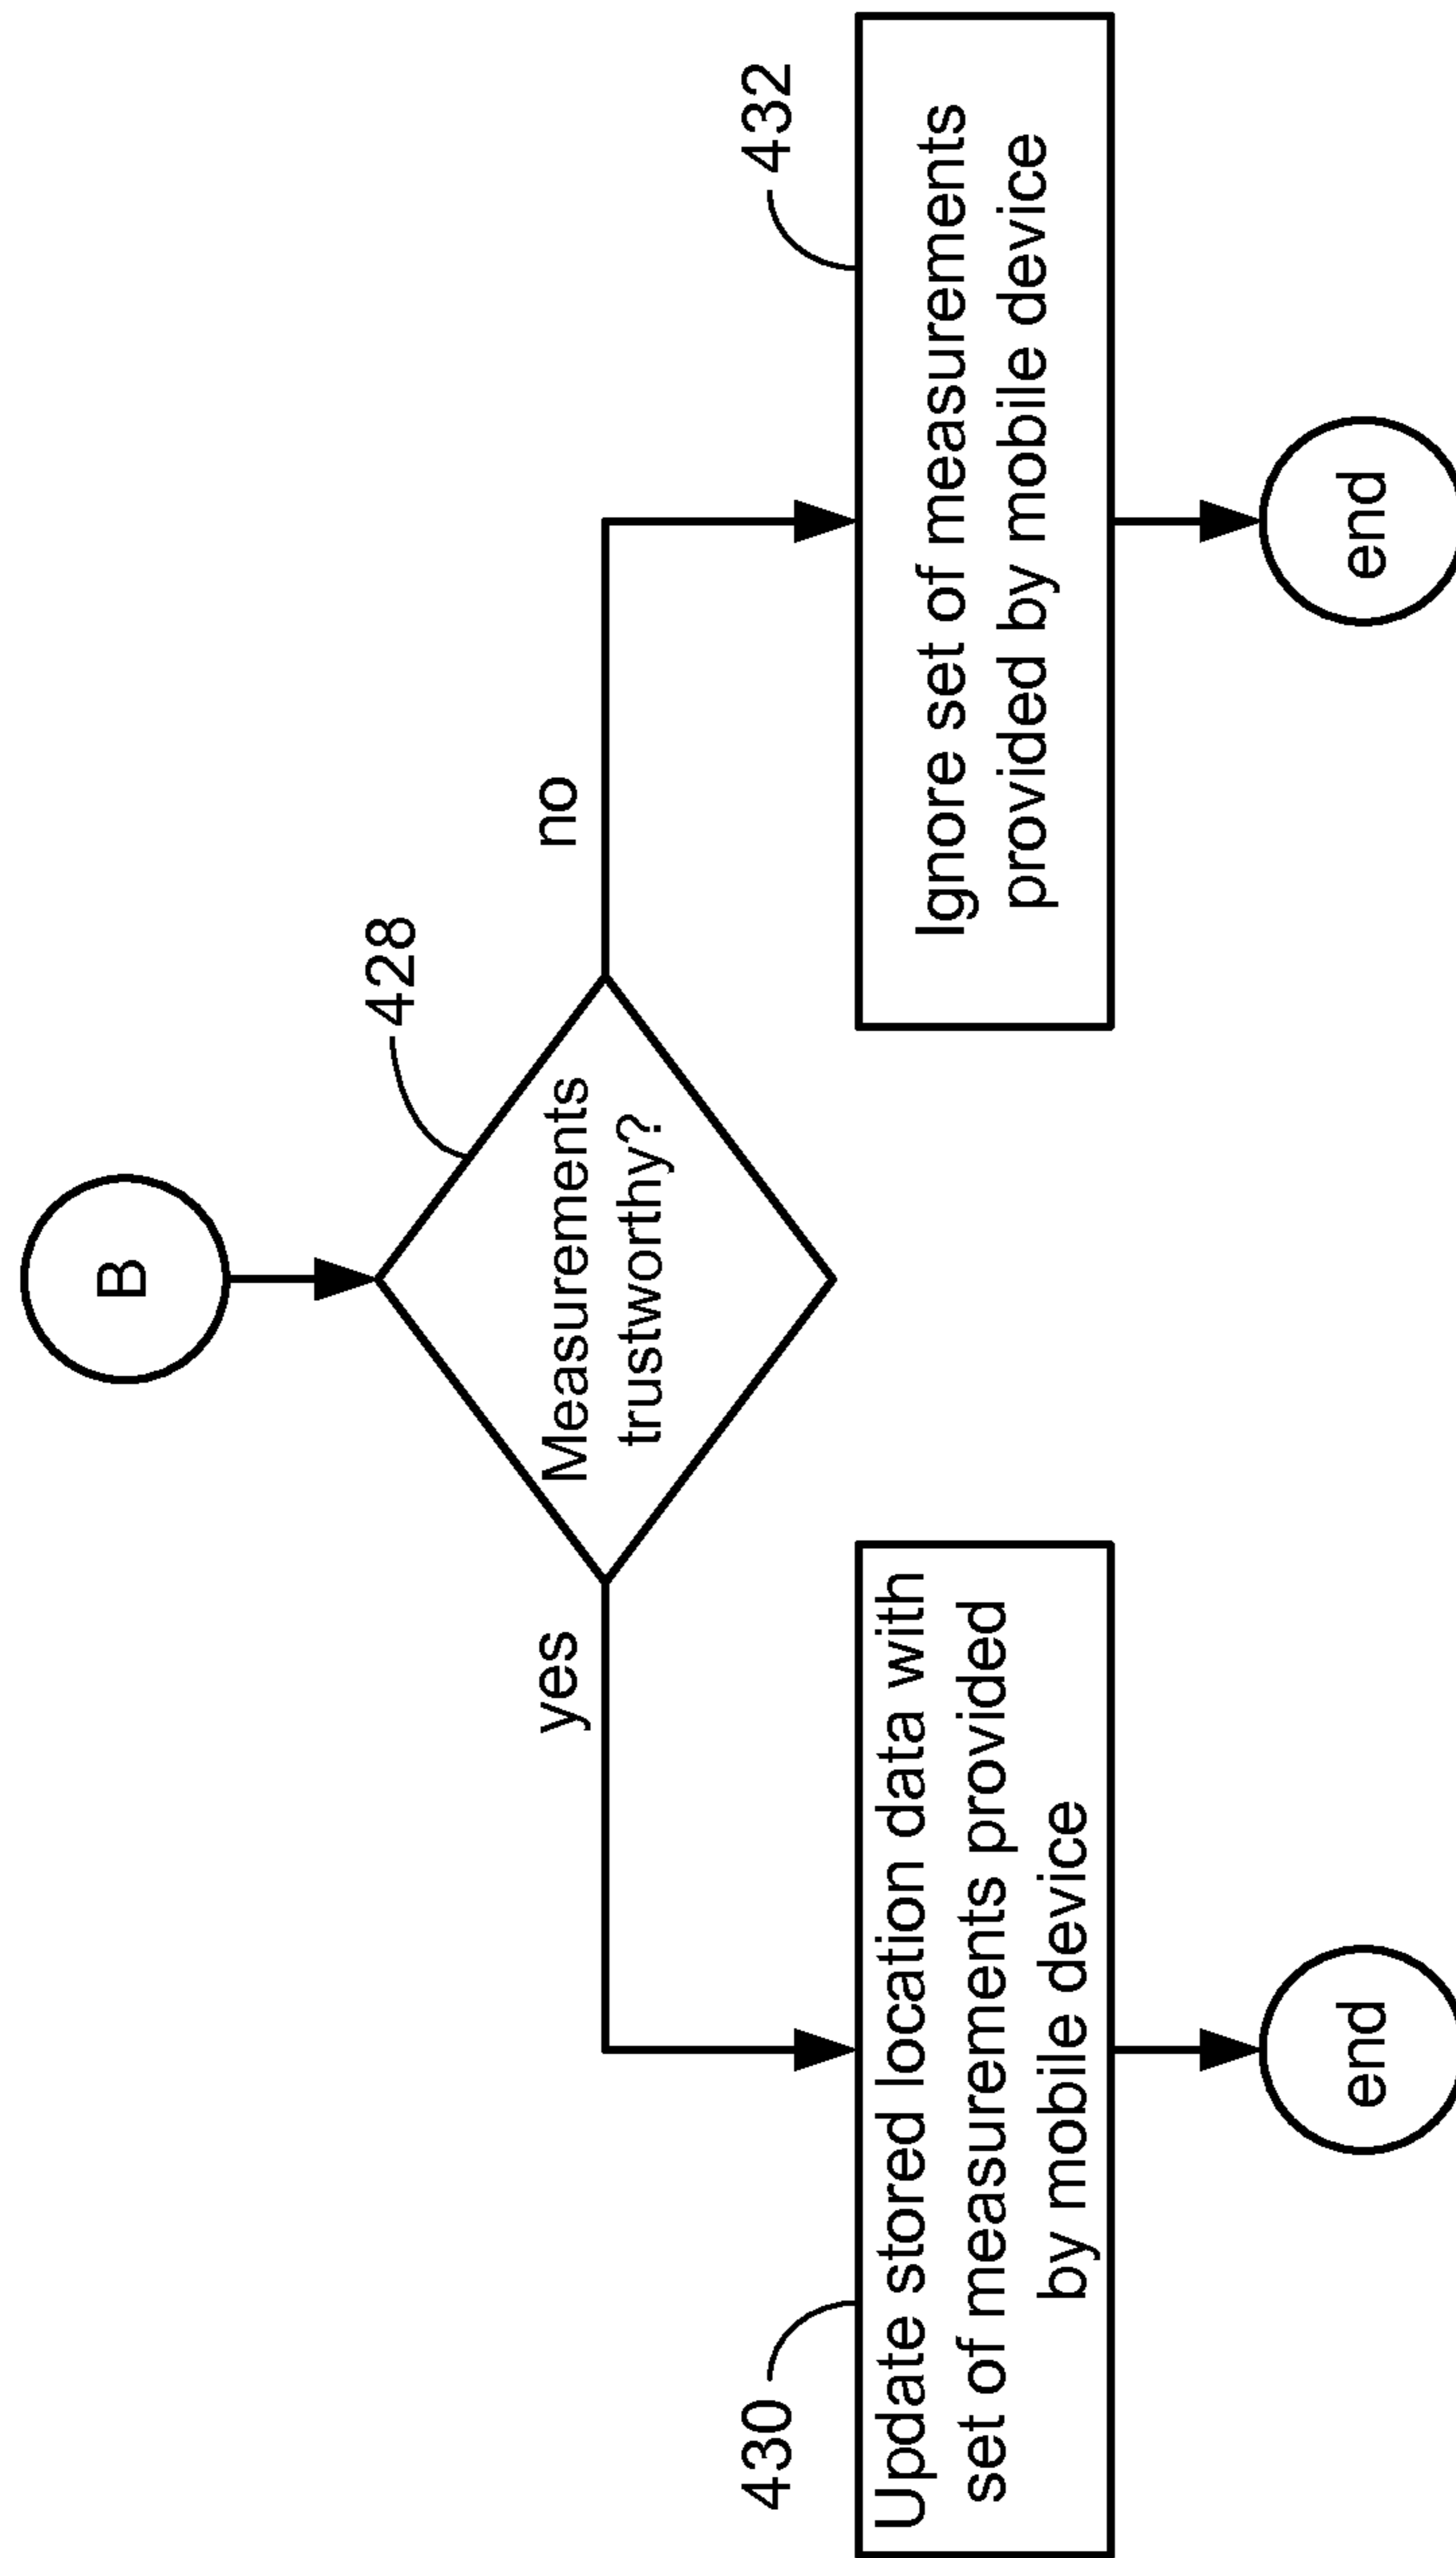 B
428
Measurements
trustworthy?
yes
no
430
Update stored location data with
set of measurements provided
by mobile device
end
432
Ignore set of measurements
provided by mobile device
end